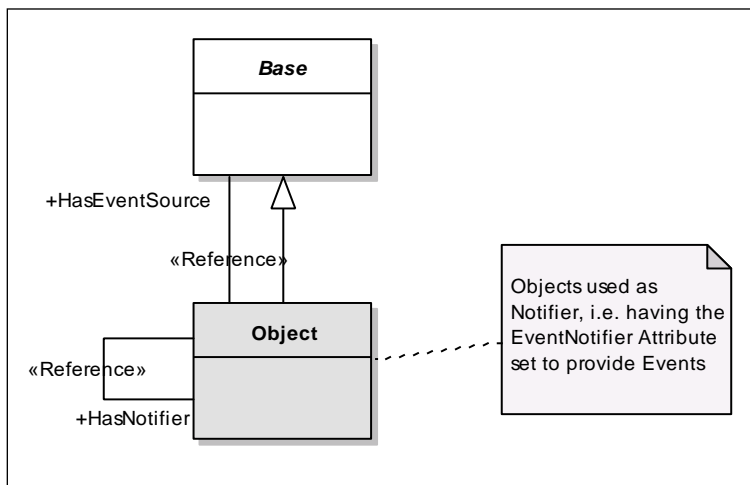 Base
+HasEventSource
«Reference»
Object
«Reference»
+HasNotifier
Objects used as
Notifier, i.e. having the
EventNotifier Attribute
set to provide Events